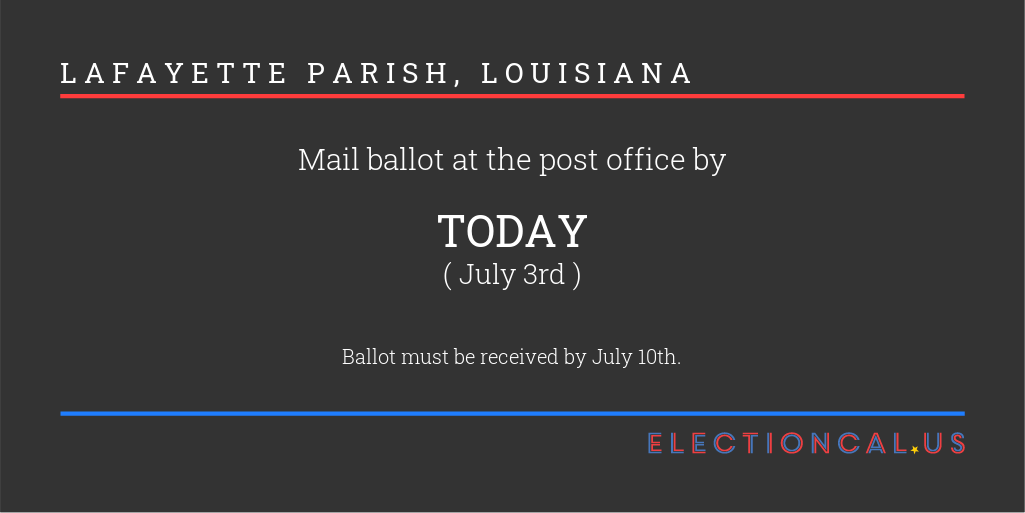 LAFAYETTE PARISH, LOUISIANA
Mail ballot at the post office by
TODAY
( July 3rd )
Ballot must be received by July 10th.
ELECTIONCAL.US